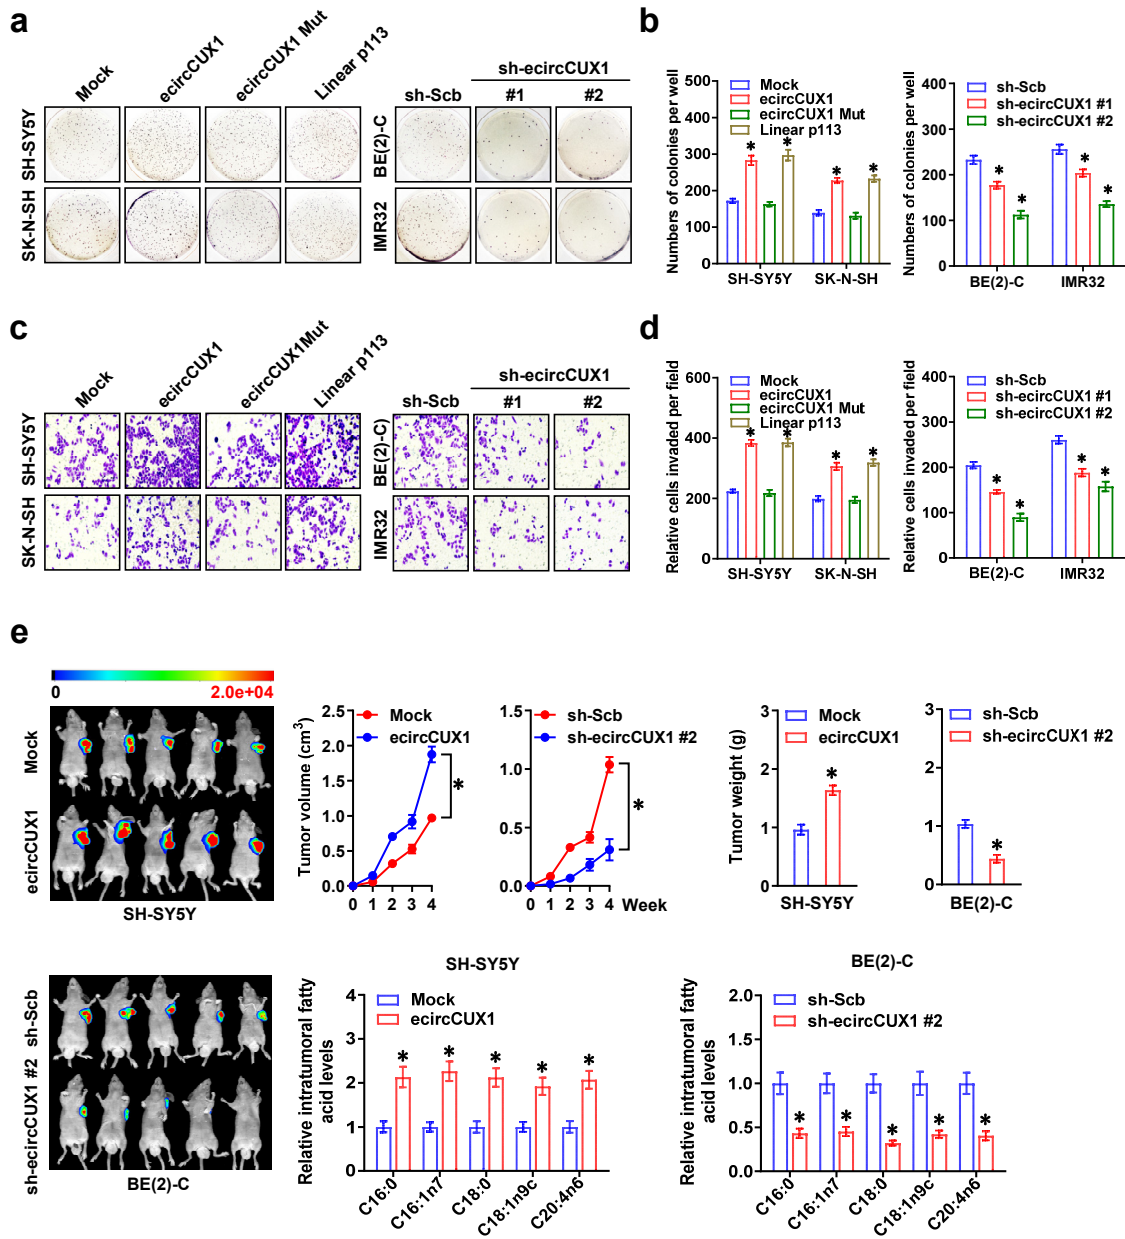 a
Mock
ecircCUX1
ecircCUX1 Mut
Linear p113
SH-SY5Y
SK-N-SH
sh-ecircCUX1
sh-Scb
#1
#2
BE(2)-C
IMR32
b
Numbers of colonies per well
500
400
300
200
100
0
Mock
ecircCUX1
ecircCUX1 Mut
Linear p113
* * * *
SH-SY5Y
SK-N-SH
Numbers of colonies per well
400
300
200
100
0
sh-Scb
sh-ecircCUX1 #1
sh-ecircCUX1 #2
* * * *
BE(2)-C
IMR32
c
Mock
ecircCUX1
ecircCUX1Mut
Linear p113
SH-SY5Y
SK-N-SH
sh-ecircCUX1
sh-Scb
#1
#2
BE(2)-C)
IMR32
d
Relative cells invaded per field
600
400
200
0
Mock
ecircCUX1
ecircCUX1 Mut
Linear p113
* * * *
SH-SY5Y
SK-N-SH
Relative cells invaded per field
400
300
200
100
0
sh-Scb
sh-ecircCUX1 #1
sh-ecircCUX1 #2
* * * *
BE(2)-C
IMR32
e
0
2.0e+04
Mock
ecircCUX1
SH-SY5Y
Tumor volume (cm3)
2.5
2.0
1.5
1.0
0.5
0.0
Mock
ecircCUX1
*
0 1 2 3 4
1.5
1.0
0.5
0.0
sh-Scb
sh-ecircCUX1 #2
*
0 1 2 3 4 Week
Tumor weight (g)
3
2
1
0
Mock
ecircCUX1
*
SH-SY5Y
3
2
1
0
sh-Scb
sh-ecircCUX1 #2
*
BE(2)-C
sh-Scb
sh-ecircCUX1 #2
BE(2)-C
SH-SY5Y
Relative intratumoral fatty
acid levels
4
3
2
1
0
Mock
ecircCUX1
* * * * *
C16:0
C16:1n7
C18:0
C18:1n9c
C20:4n6
BE(2)-C
Relative intratumoral fatty
acid levels
2.0
1.5
1.0
0.5
0.0
sh-Scb
sh-ecircCUX1 #2
* * * * *
C16:0
C16:1n7
C18:0
C18:1n9c
C20:4n6